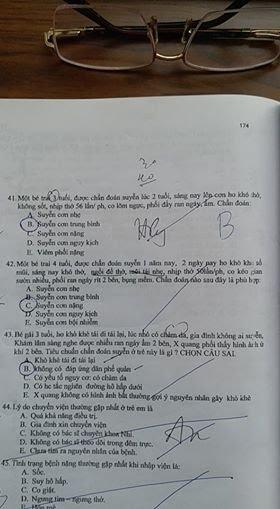 174
30
40
41. Một bé trai 3 tuổi, được chẩn đoán suyễn lúc 2 tuổi, sáng nay lên cơn ho khó thở,
không sốt, nhịp thở 56 lần/ ph, co lõm ngực, phổi đầy ran ngáy, ẩm. Chẩn đoán:
A. Suyễn cơn nhẹ
B. Suyễn cơn trung bình
C. Suyễn cơn nặng
D. Suyễn cơn nguy kịch
E. Viêm phổi nặng
B
42. Một bé trai 4 tuổi, được chẩn đoán suyễn 1 năm nay, 2 ngày nay ho khò khè sổ
mũi, sáng nay khó thở, ngồi để thở, môi tái nhẹ, nhịp thở 50lần/ph, co kéo gian
sườn nhiều, phổi ran ngáy rít 2 bên, bụng mềm. Chẩn đoán nào sau đây là phù hợp:
A. Suyễn cơn nhẹ
B. Suyễn cơn trung bình
C. Suyễn cơn nặng
D. Suyễn cơn nguy kịch
E. Suyễn bội nhiễm
43. Bé gái 3 tuổi, ho khò khè tái đi tái lại, lúc nhỏ có chàm da, gia đình không ai suyễn,
Khám lâm sàng nghe được nhiều ran ngáy ẩm 2 bên, X quang phổi thấy hình ảnh ứ
khí 2 bên. Tiêu chuẩn chẩn đoán suyễn ở trẻ này là gì ? CHỌN CÂU SAI.
A. Khò khè tái đi tái lại
B. không có đáp ứng dãn phế quản
C. Có yếu tố nguy cơ: có chàm da
D. Có hc tắc nghẽn đường hô hấp dưới
E. X quang không có hình ảnh bất thường gợi ý nguyên nhân gây khò khè
44. Lý do chuyển viện thường gặp nhất ở trẻ em là
A. Quá khả năng điều trị.
B. Gia đình xin chuyển viện
C. Không có bác sĩ chuyên khoa Nhi.
D. Không có bác sĩ theo dõi trong đêm trực.
E. Chưa tìm ra nguyên nhân của bệnh.
45. Tình trạng bệnh nặng thường gặp nhất khi nhập viện là:
A. Sốc.
B. Suy hô hấp.
C. Co giật.
D. Ngưng tim – ngưng thở.
E. Hôn mê